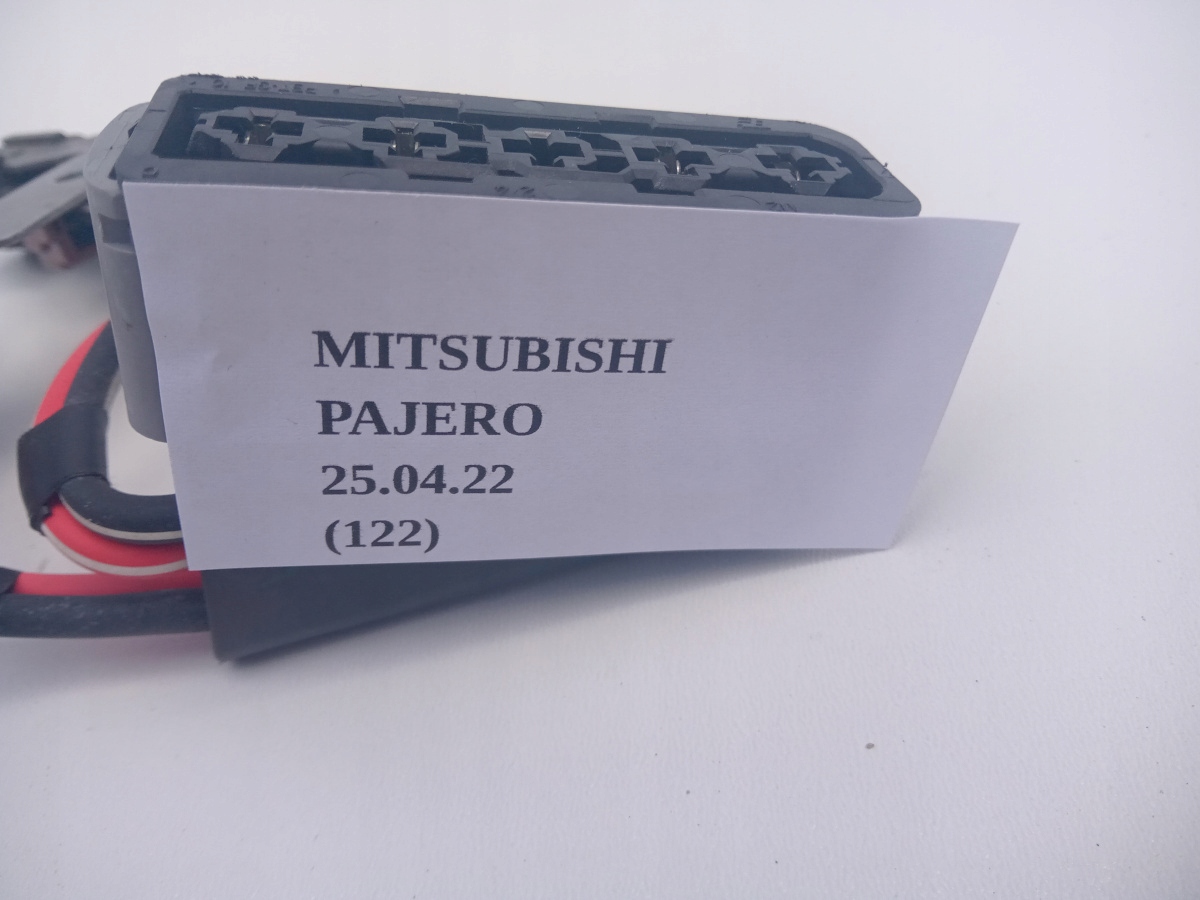 MITSUBISHI
PAJERO
25.04.22
(122)